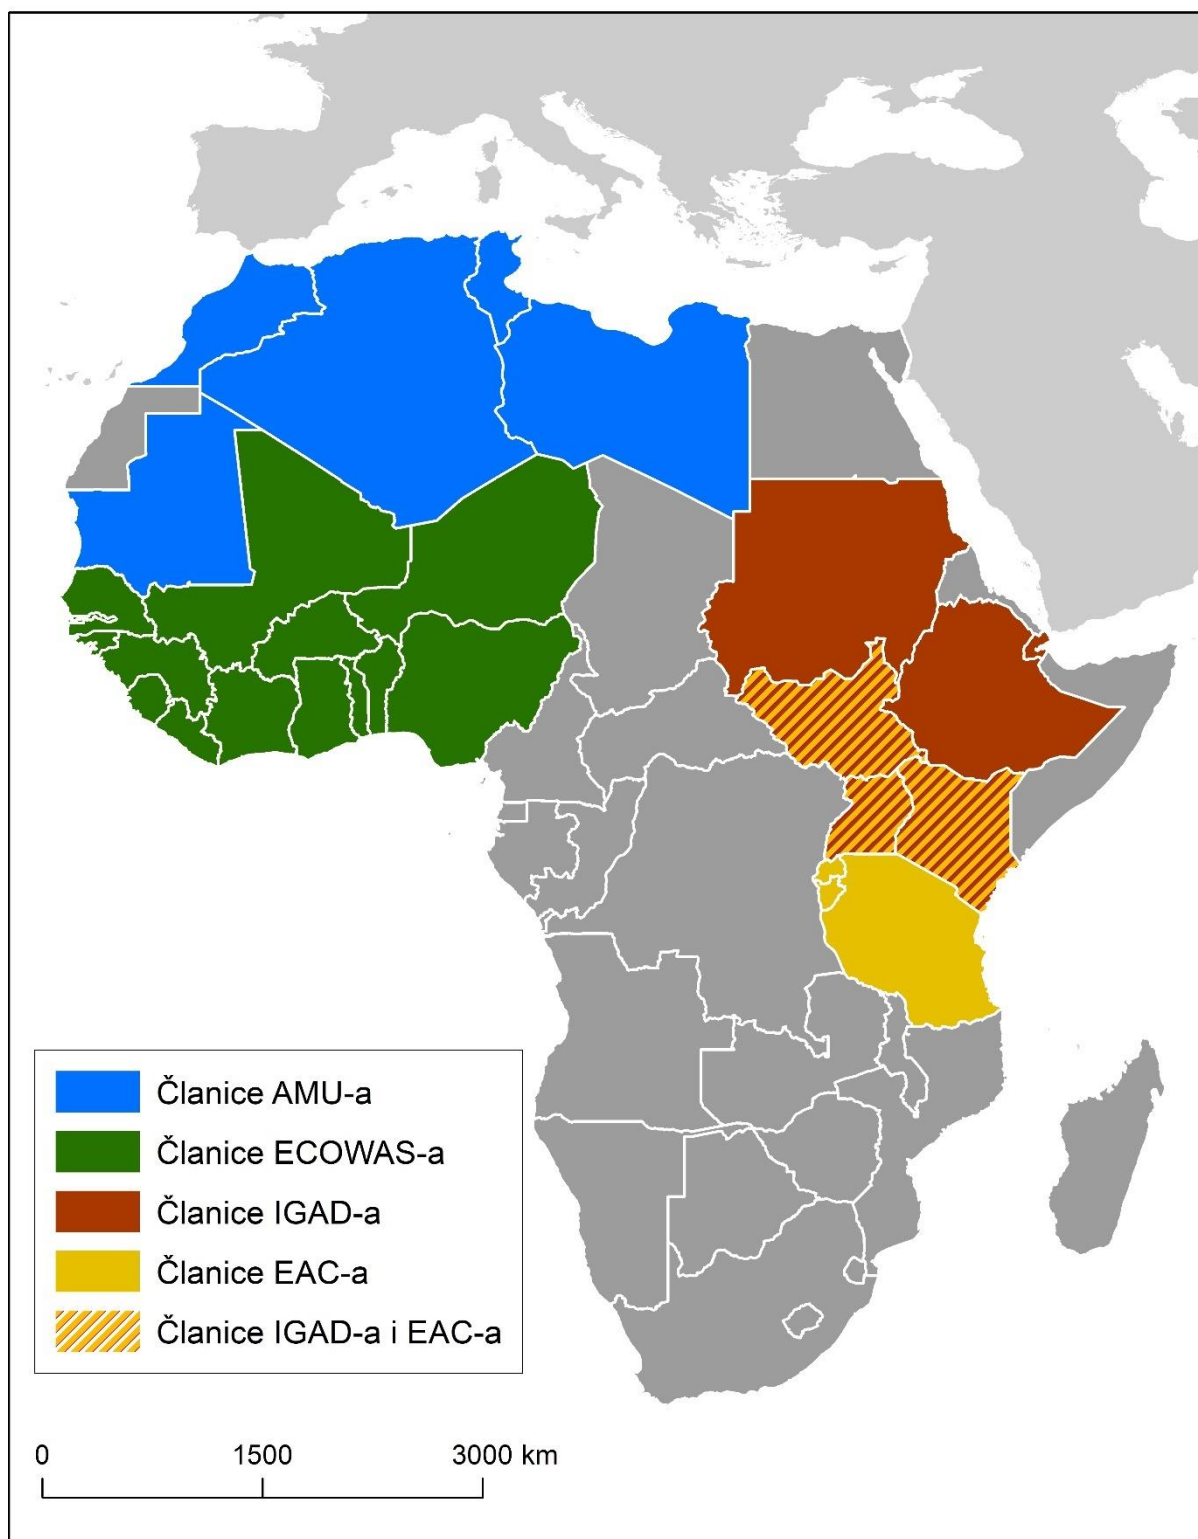 Članice AMU-a
Članice ECOWAS-a
Članice IGAD-a
Članice EAC-a
Članice IGAD-a i EAC-a
0 1500 3000 km